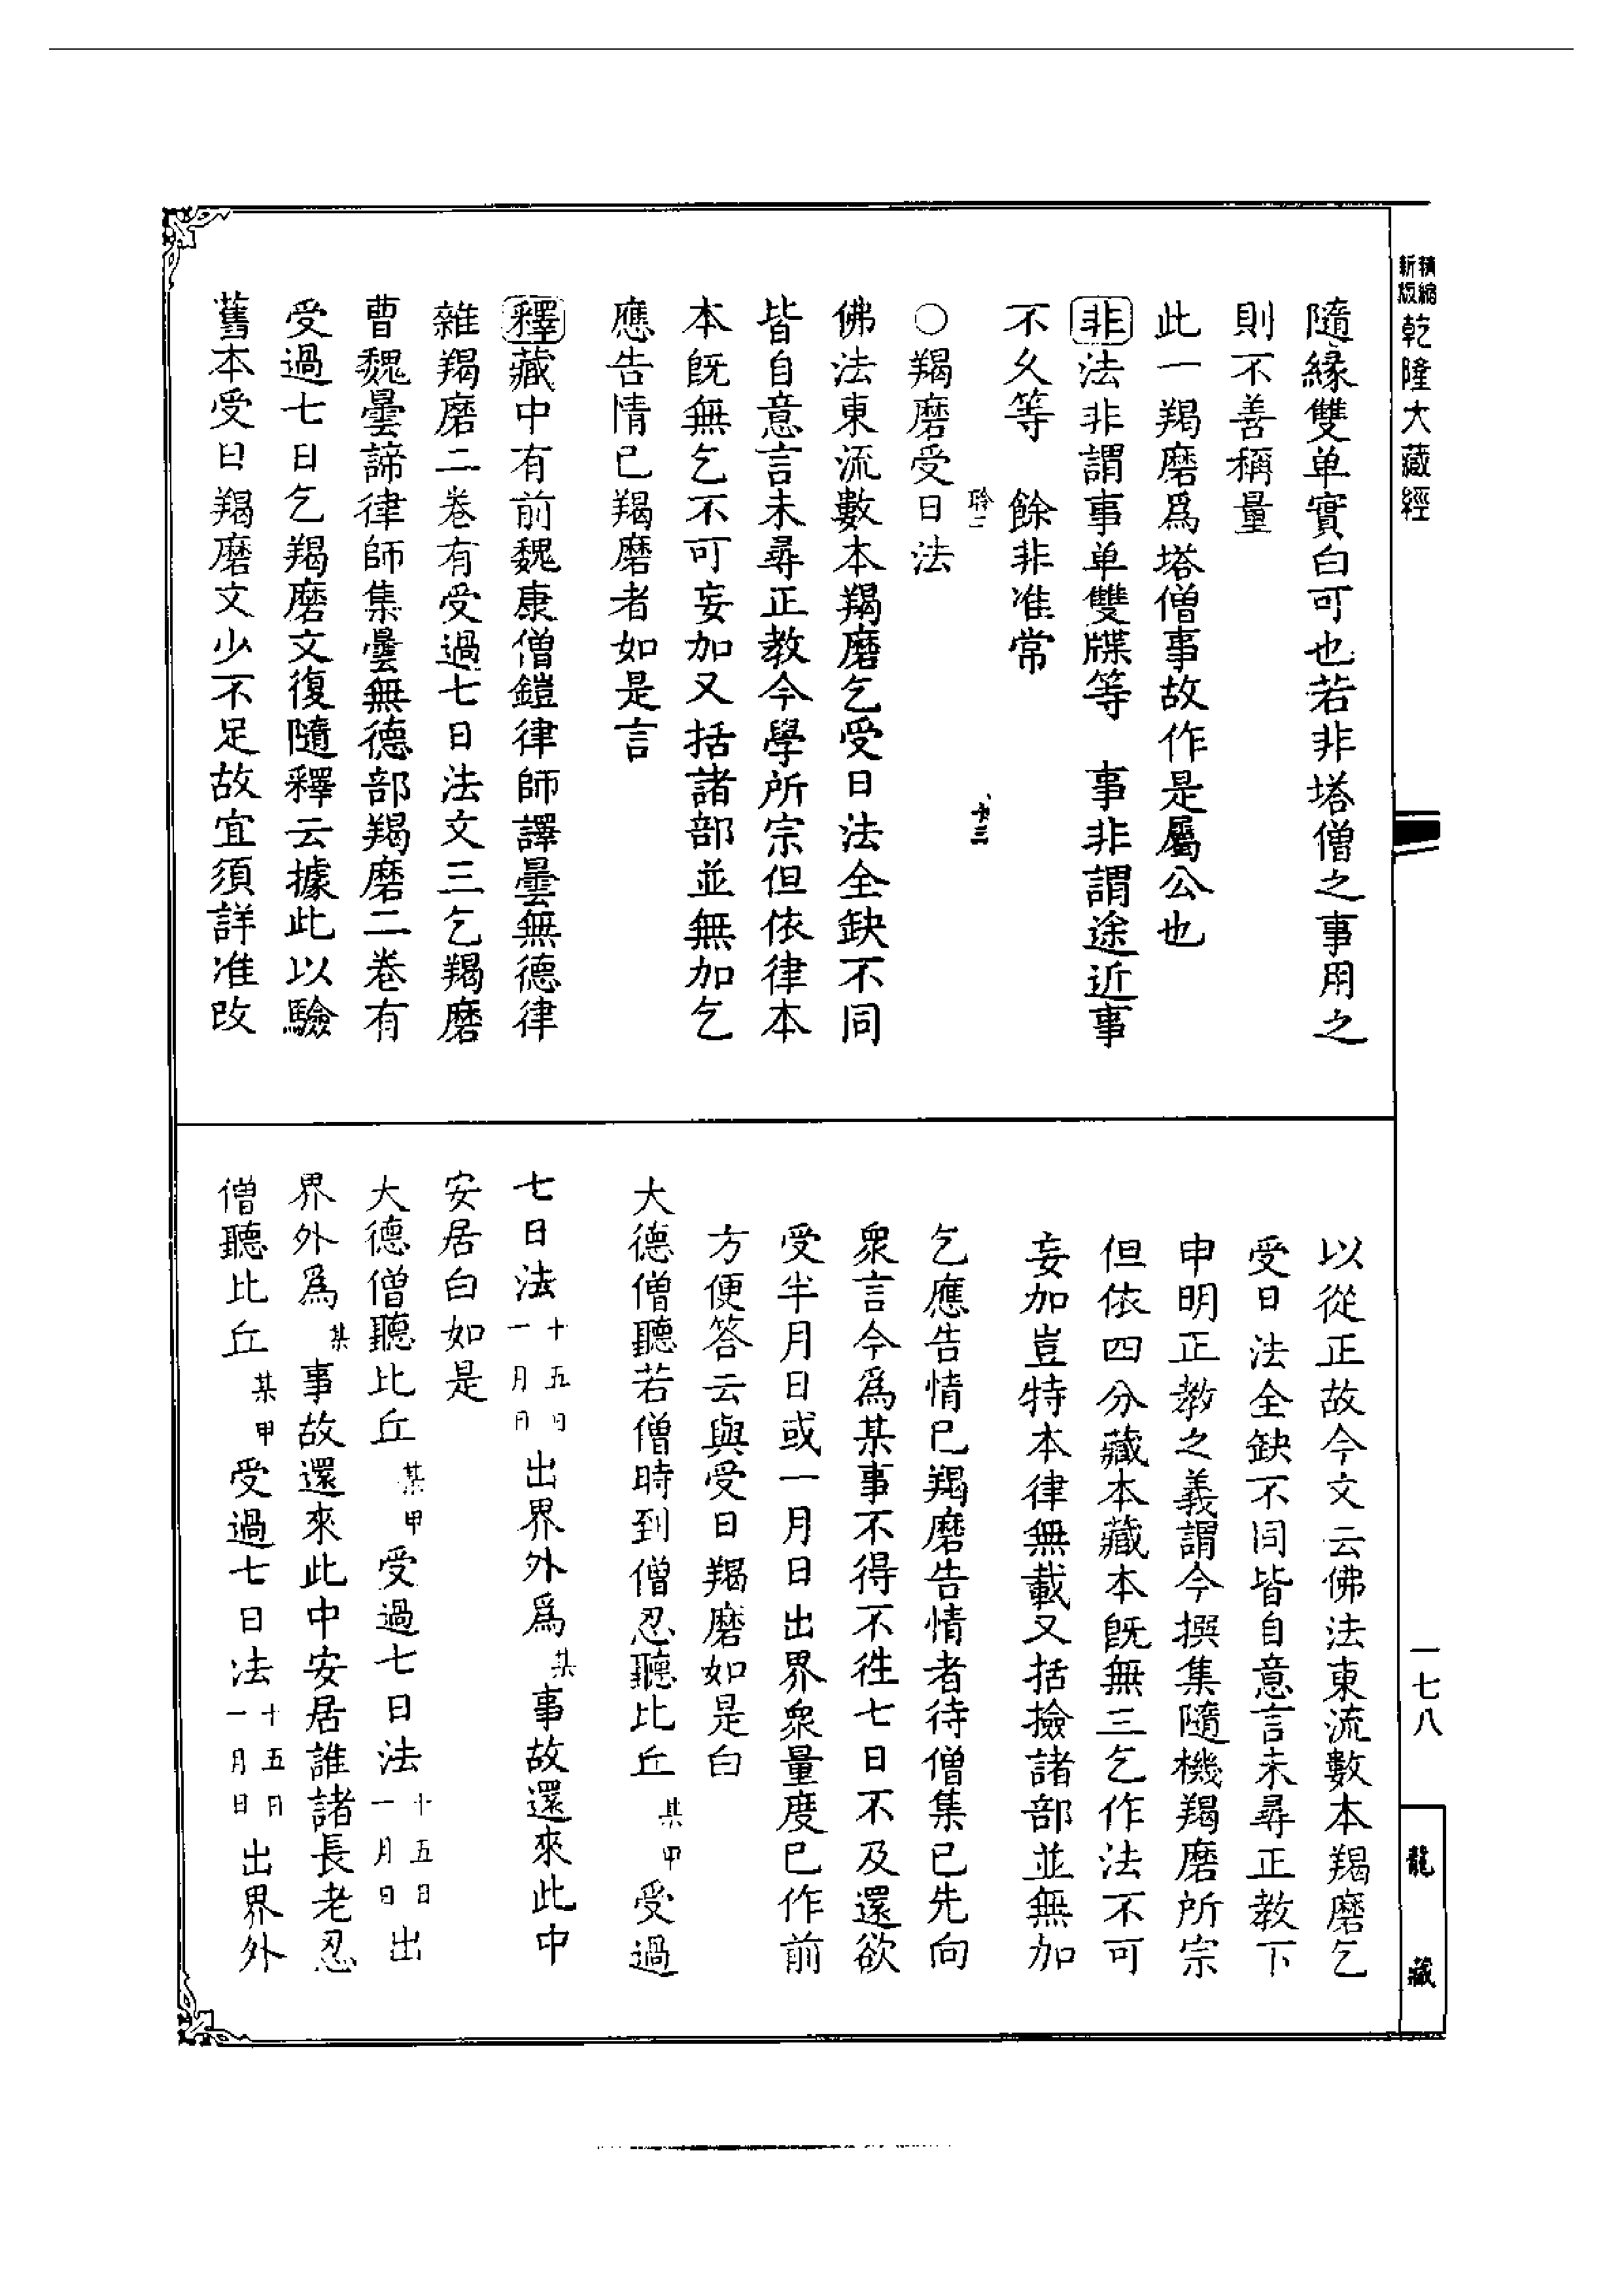 精縮新版乾隆大藏經
隨緣雙单實白可也若非塔僧之事用之
則不善稱量
此一羯磨爲塔僧事故作是屬公也
非法非謂事单雙牒等　事非謂途近事
不久等　餘非准常
聆二　十三
○羯磨受日法
佛法東流數本羯磨乞受日法全缺不同
皆自意言未尋正教今學所宗但依律本
本既無乞不可妄加又括諸部並無加乞
應告情已羯磨者如是言
釋藏中有前魏康僧鎧律師譯曇無德律
雜羯磨二卷有受過七日法文三乞羯磨
曹魏曇諦律師集曇無德部羯磨二卷有
受過七日乞羯磨文復隨釋云據此以驗
舊本受日羯磨文少不足故宜須詳准改
以從正故今文云佛法東流數本羯磨乞
受日法全缺不同皆自意言未尋正教下
申明正教之義謂今撰集隨機羯磨所宗
但依四分藏本藏本既無三乞作法不可
妄加豈特本律無載又括撿諸部並無加
乞應告情已羯磨告情者待僧集已先向
衆言今爲某事不得不徃七日不及還欲
受半月日或一月日出界衆量度已作前
方便答云與受日羯磨如是白
大德僧聽若僧時到僧忍聽比丘某甲受過
七日法十五日一月日出界外爲某事故還來此中
安居白如是
大德僧聽比丘某甲受過七日法十五日一月日出
界外爲某事故還來此中安居誰諸長老忍
僧聽比丘某甲受過七日法十五日一月日出界外
一七八
龍藏